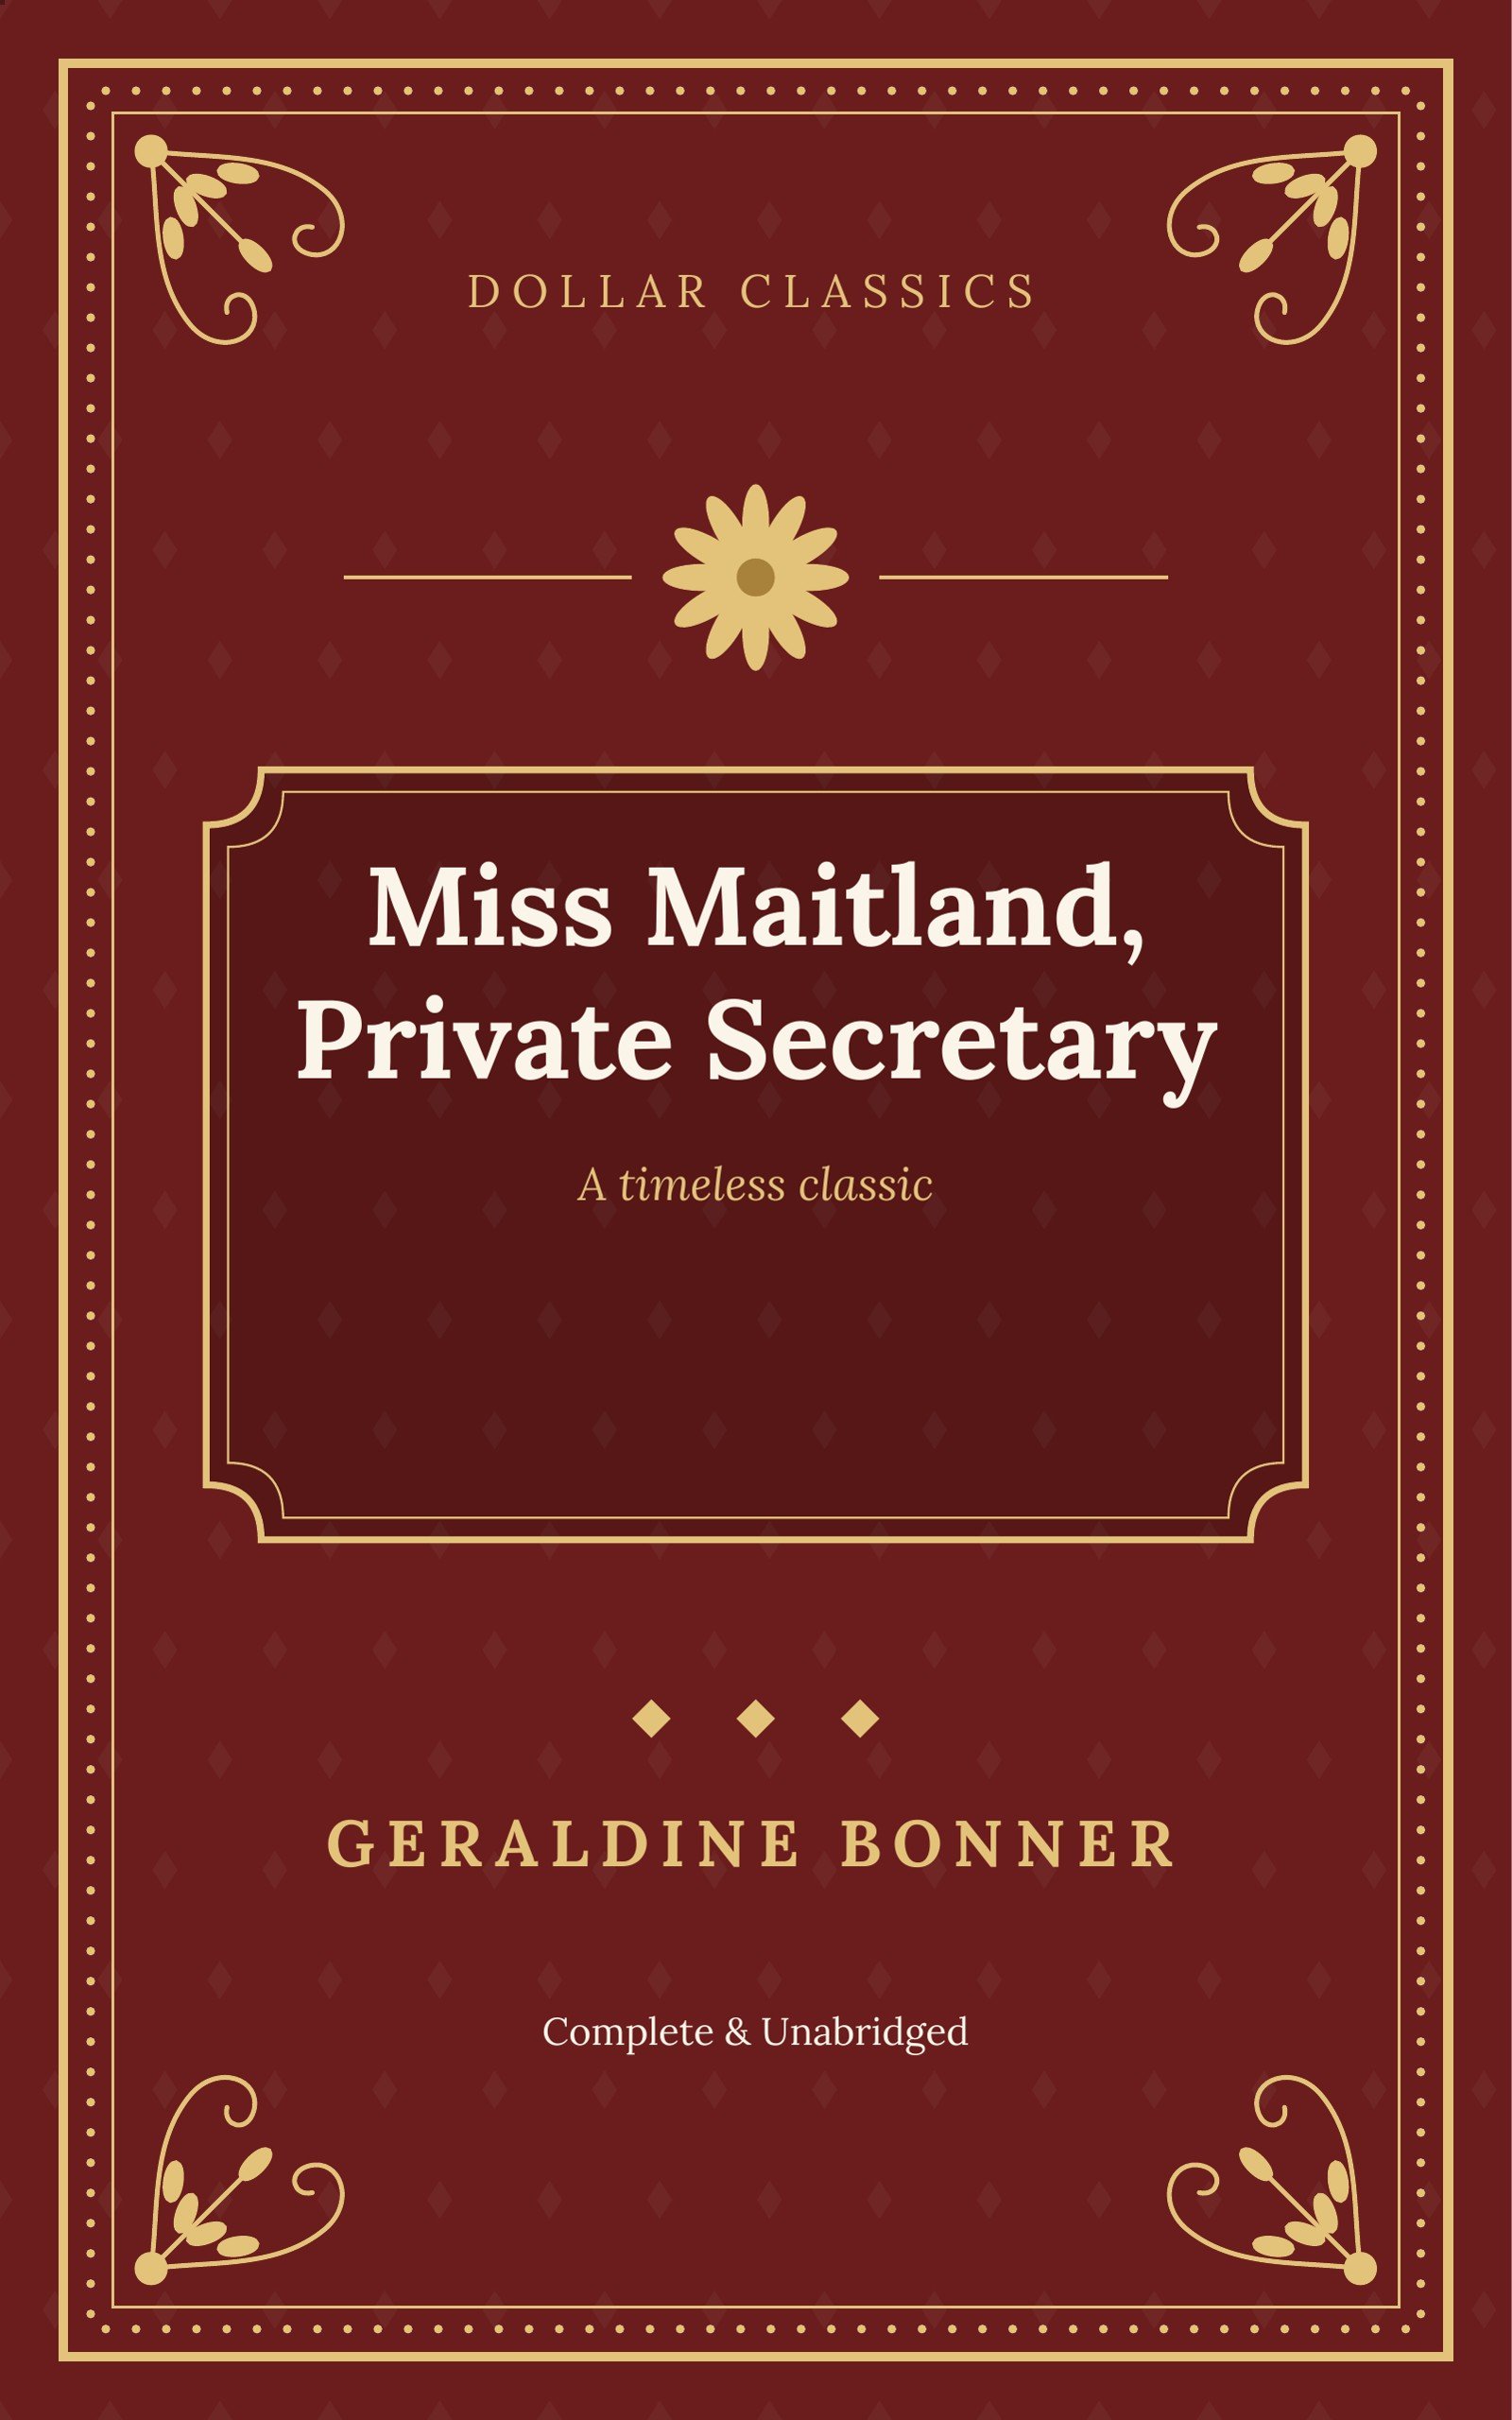 DOLLAR CLASSICS
Miss Maitland,
Private Secretary
A timeless classic
GERALDINE BONNER
Complete & Unabridged